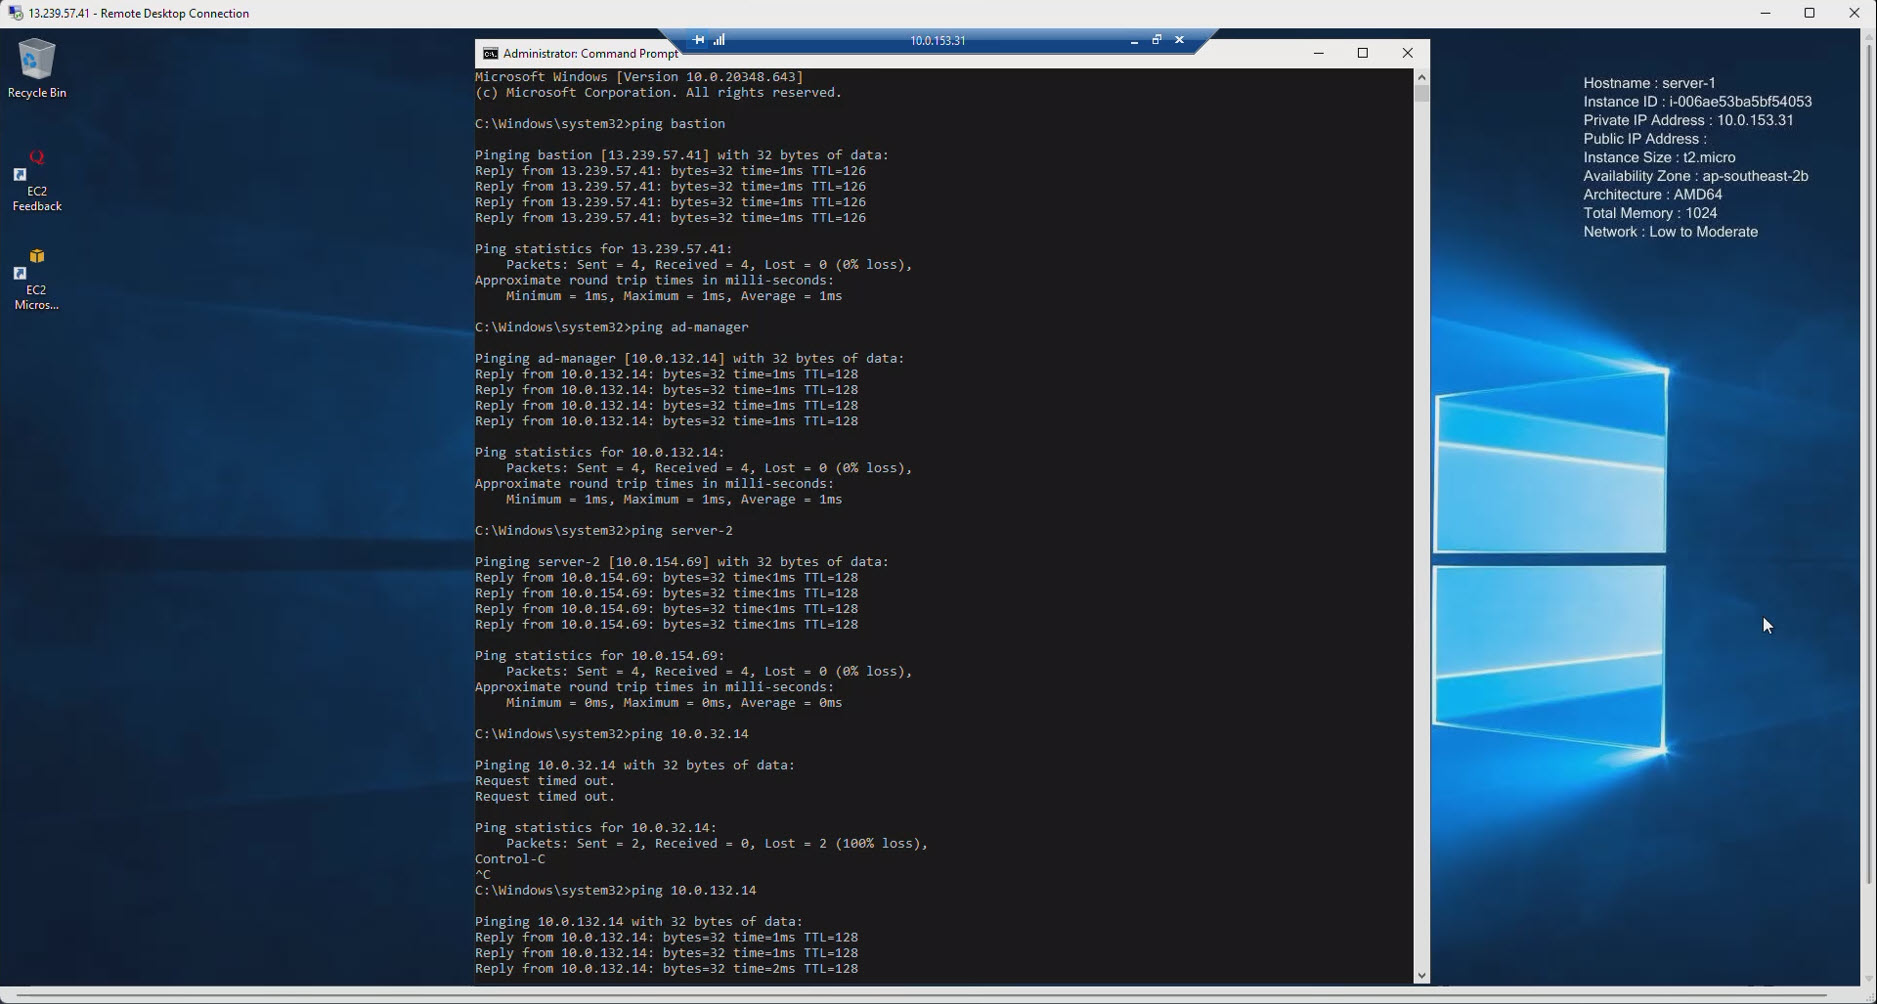 13.239.57.41 - Remote Desktop Connection
10.0.153.31
Recycle Bin
EC2
Feedback
EC2
Micros...
Administrator: Command Prompt
Microsoft Windows [Version 10.0.20348.643]
(c) Microsoft Corporation. All rights reserved.
C:\Windows\system32>ping bastion
Pinging bastion [13.239.57.41] with 32 bytes of data:
Reply from 13.239.57.41: bytes=32 time=1ms TTL=126
Reply from 13.239.57.41: bytes=32 time=1ms TTL=126
Reply from 13.239.57.41: bytes=32 time=1ms TTL=126
Reply from 13.239.57.41: bytes=32 time=1ms TTL=126
Ping statistics for 13.239.57.41:
Packets: Sent = 4, Received = 4, Lost = 0 (0% loss),
Approximate round trip times in milli-seconds:
Minimum = 1ms, Maximum = 1ms, Average = 1ms
C:\Windows\system32>ping ad-manager
Pinging ad-manager [10.0.132.14] with 32 bytes of data:
Reply from 10.0.132.14: bytes=32 time=1ms TTL=128
Reply from 10.0.132.14: bytes=32 time=1ms TTL=128
Reply from 10.0.132.14: bytes=32 time=1ms TTL=128
Reply from 10.0.132.14: bytes=32 time=1ms TTL=128
Ping statistics for 10.0.132.14:
Packets: Sent = 4, Received = 4, Lost = 0 (0% loss),
Approximate round trip times in milli-seconds:
Minimum = 1ms, Maximum = 1ms, Average = 1ms
C:\Windows\system32>ping server-2
Pinging server-2 [10.0.154.69] with 32 bytes of data:
Reply from 10.0.154.69: bytes=32 time<1ms TTL=128
Reply from 10.0.154.69: bytes=32 time<1ms TTL=128
Reply from 10.0.154.69: bytes=32 time<1ms TTL=128
Reply from 10.0.154.69: bytes=32 time<1ms TTL=128
Ping statistics for 10.0.154.69:
Packets: Sent = 4, Received = 4, Lost = 0 (0% loss),
Approximate round trip times in milli-seconds:
Minimum = 0ms, Maximum = 0ms, Average = 0ms
C:\Windows\system32>ping 10.0.32.14
Pinging 10.0.32.14 with 32 bytes of data:
Request timed out.
Request timed out.
Ping statistics for 10.0.32.14:
Packets: Sent = 2, Received = 0, Lost = 2 (100% loss),
Control-C
^C
C:\Windows\system32>ping 10.0.132.14
Pinging 10.0.132.14 with 32 bytes of data:
Reply from 10.0.132.14: bytes=32 time=1ms TTL=128
Reply from 10.0.132.14: bytes=32 time=1ms TTL=128
Reply from 10.0.132.14: bytes=32 time=2ms TTL=128
Hostname : server-1
Instance ID : i-006ae53ba5bf54053
Private IP Address : 10.0.153.31
Public IP Address :
Instance Size : t2.micro
Availability Zone : ap-southeast-2b
Architecture : AMD64
Total Memory : 1024
Network : Low to Moderate